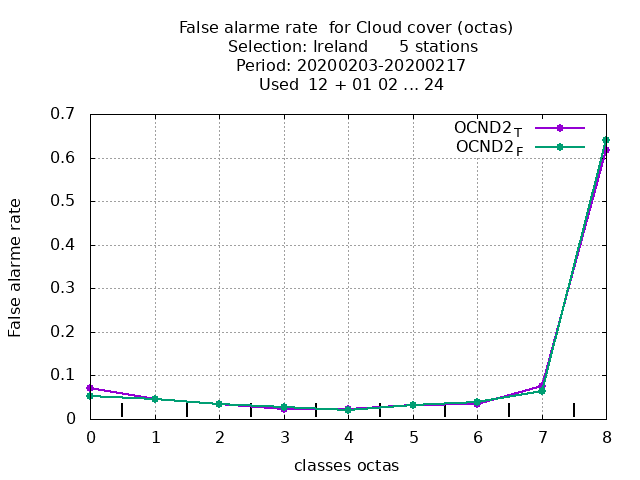 False alarme rate  for Cloud cover (octas)
Selection: Ireland      5 stations
Period: 20200203-20200217
Used  12 + 01 02 ... 24
OCND2T
OCND2F
False alarme rate
0.7
0.6
0.5
0.4
0.3
0.2
0.1
0
0 1 2 3 4 5 6 7 8
classes octas